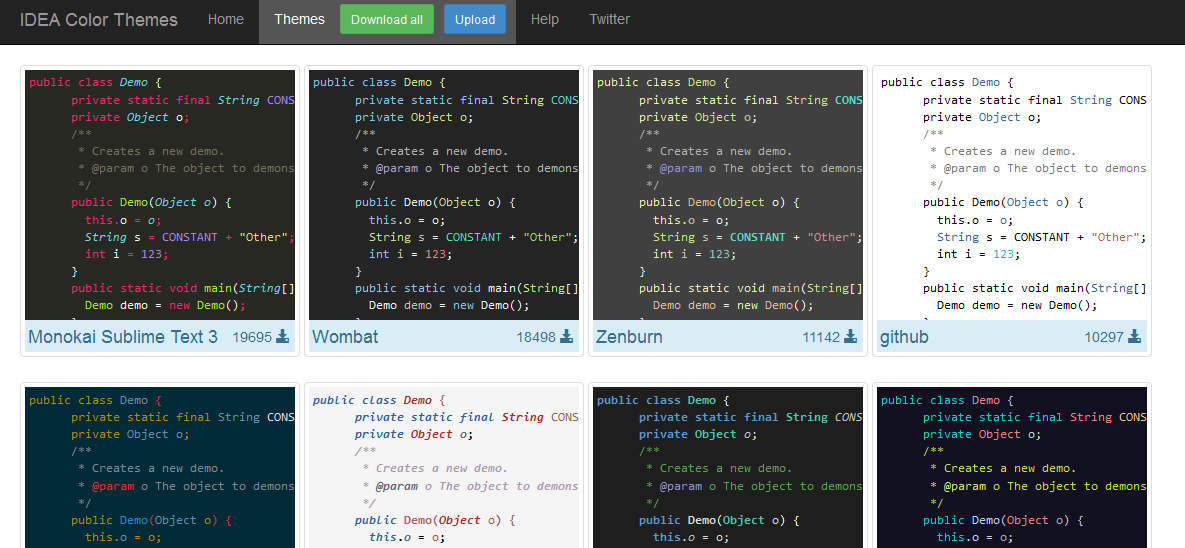 IDEA Color Themes Home Themes Download all Upload Help Twitter
public class Demo {
private static final String CONS
private Object o;
/**
* Creates a new demo.
* @param o The object to demons
*/
public Demo(Object o) {
this.o = o;
String s = CONSTANT + "Other";
int i = 123;
}
public static void main(String[]
Demo demo = new Demo();
Monokai Sublime Text 3 19695
public class Demo {
private static final String CONS
private Object o;
/**
* Creates a new demo.
* @param o The object to demons
*/
public Demo(Object o) {
this.o = o;
String s = CONSTANT + "Other";
int i = 123;
}
public static void main(String[]
Demo demo = new Demo();
Wombat 18498
public class Demo {
private static final String CONS
private Object o;
/**
* Creates a new demo.
* @param o The object to demons
*/
public Demo(Object o) {
this.o = o;
String s = CONSTANT + "Other";
int i = 123;
}
public static void main(String[]
Demo demo = new Demo();
Zenburn 11142
public class Demo {
private static final String CONS
private Object o;
/**
* Creates a new demo.
* @param o The object to demons
*/
public Demo(Object o) {
this.o = o;
String s = CONSTANT + "Other";
int i = 123;
}
public static void main(String[]
Demo demo = new Demo();
github 10297
public class Demo {
private static final String CONS
private Object o;
/**
* Creates a new demo.
* @param o The object to demons
*/
public Demo(Object o) {
this.o = o;
public class Demo {
private static final String CONS
private Object o;
/**
* Creates a new demo.
* @param o The object to demons
*/
public Demo(Object o) {
this.o = o;
public class Demo {
private static final String CONS
private Object o;
/**
* Creates a new demo.
* @param o The object to demons
*/
public Demo(Object o) {
this.o = o;
public class Demo {
private static final String CONS
private Object o;
/**
* Creates a new demo.
* @param o The object to demons
*/
public Demo(Object o) {
this.o = o;